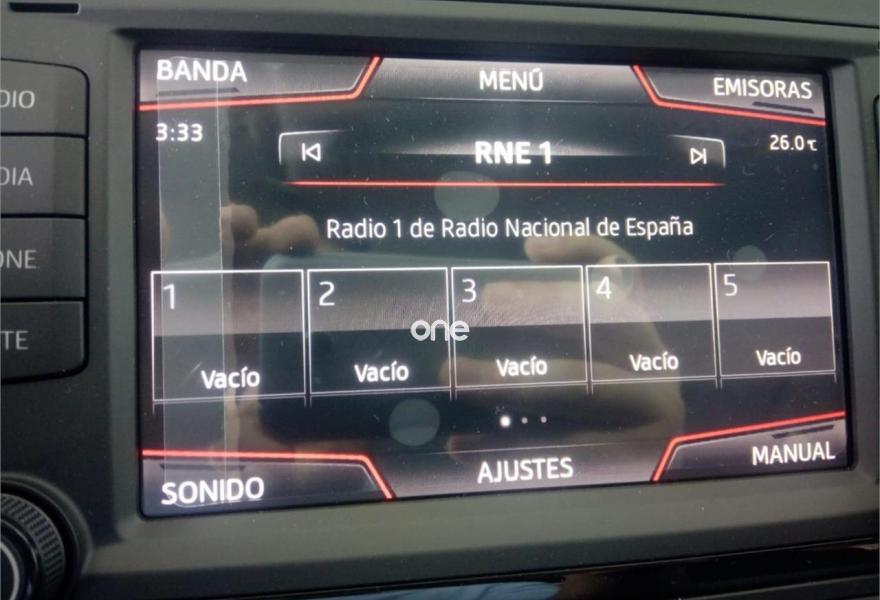 BANDA MENÚ EMISORAS
3:33 RNE 1 26.0°C
Radio 1 de Radio Nacional de España
1 2 3 4 5
Vacío Vacío Vacío Vacío Vacío
one
SONIDO AJUSTES MANUAL
DIO
DIA
ONE
TE